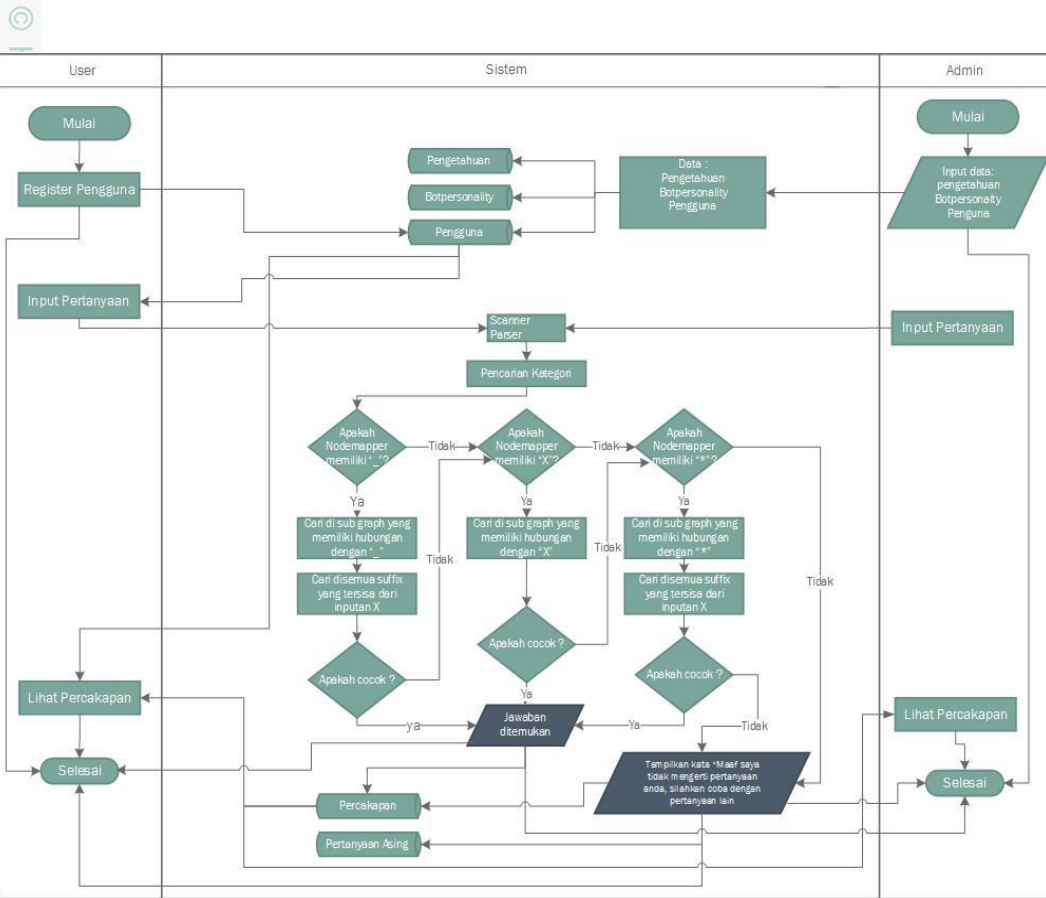 User
Sistem
Admin
Mulai
Mulai
Register Pengguna
Pengetahuan
Botpersonality
Pengguna
Data :
Pengetahuan
Botpersonality
Pengguna
Input data:
pengetahuan
Botpersonaity
Penguna
Input Pertanyaan
Scanner
Parser
Input Pertanyaan
Pencarian Kategori
Apakah
Nodemapper
memiliki "_"?
Tidak
Apakah
Nodemapper
memiliki "X"?
Tidak
Apakah
Nodemapper
memiliki "*"?
Ya
Ya
Ya
Cari di sub graph yang
memiliki hubungan
dengan "_"
Cari di sub graph yang
memiliki hubungan
dengan "X"
Cari di sub graph yang
memiliki hubungan
dengan "*"
Tidak
Tidak
Tidak
Cari disemua suffix
yang tersisa dari
inputan X
Cari disemua suffix
yang tersisa dari
inputan X
Apakah cocok ?
Apakah cocok ?
Apakah cocok ?
Ya
Lihat Percakapan
ya
Jawaban
ditemukan
Ya
Tidak
Lihat Percakapan
Selesai
Tampilkan kata "Maaf saya
tidak mengerti pertanyaan
anda, silahkan coba dengan
pertanyaan lain
Selesai
Percakapan
Pertanyaan Asing